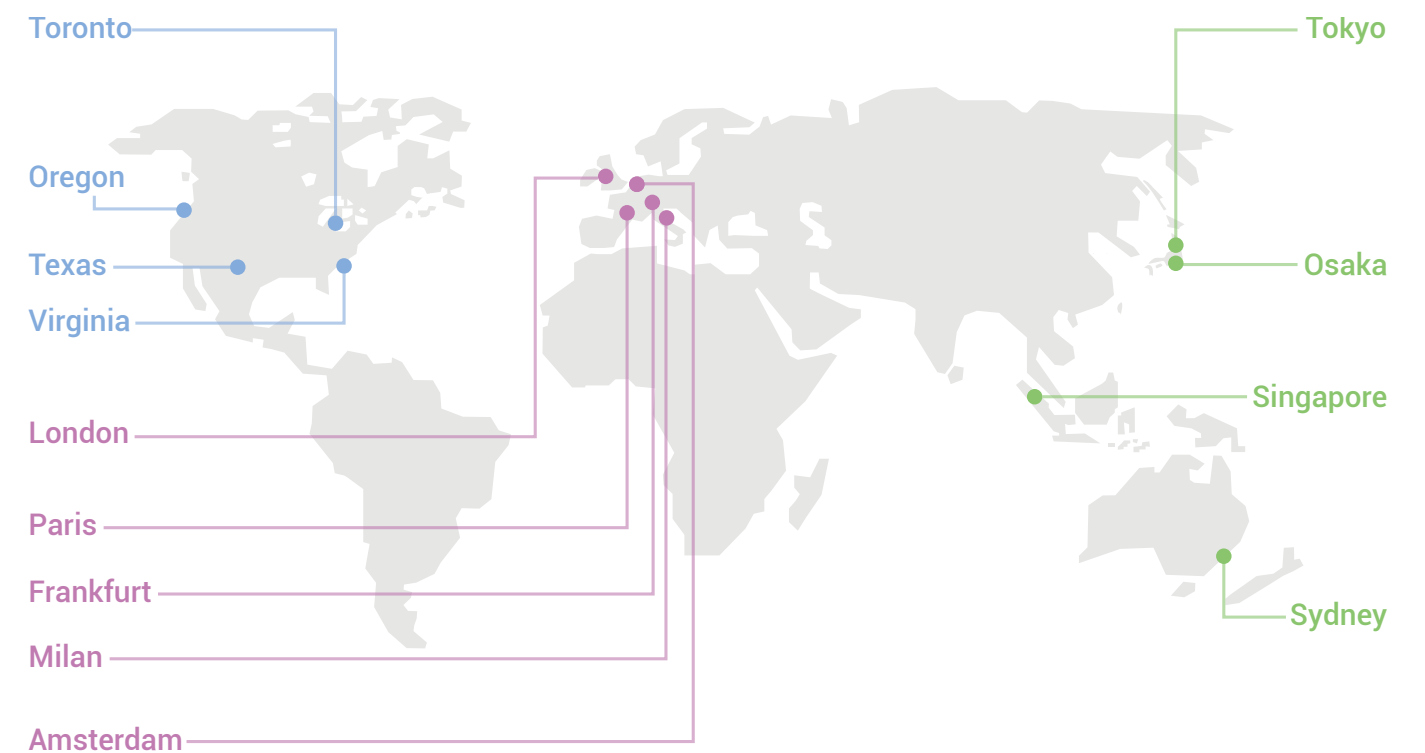 Toronto
Tokyo
Oregon
Texas
Osaka
Virginia
Singapore
London
Paris
Frankfurt
Sydney
Milan
Amsterdam